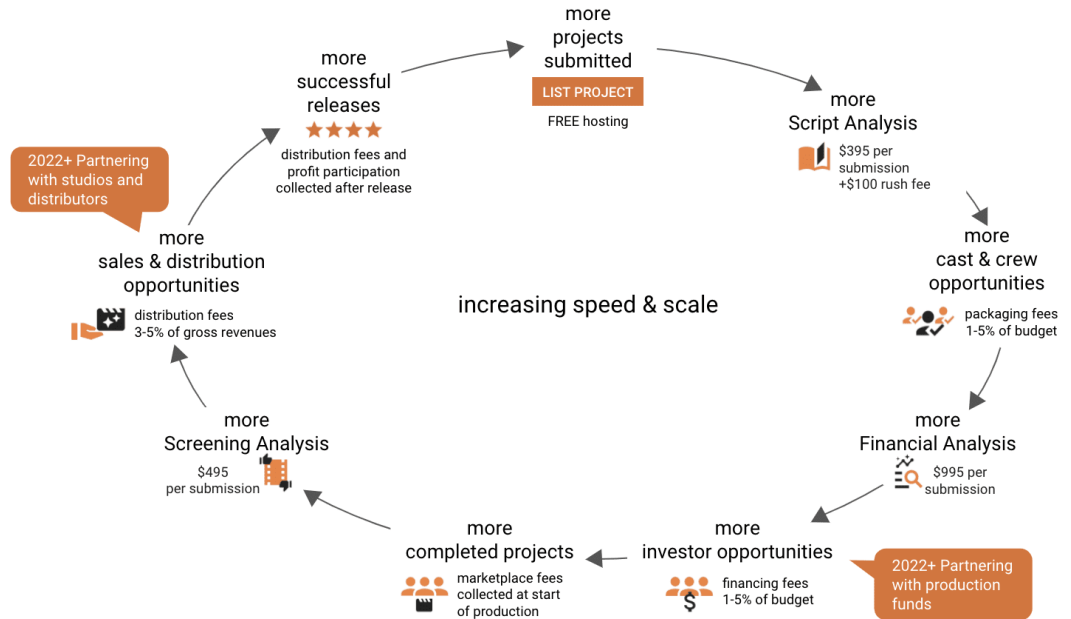 more
projects
submitted
LIST PROJECT
FREE hosting
more
Script Analysis
$395 per
submission
+$100 rush fee
more
cast & crew
opportunities
packaging fees
1-5% of budget
more
Financial Analysis
$995 per
submission
more
investor opportunities
financing fees
1-5% of budget
2022+ Partnering
with production
funds
more
completed projects
marketplace fees
collected at start
of production
more
Screening Analysis
$495
per submission
more
sales & distribution
opportunities
distribution fees
3-5% of gross revenues
2022+ Partnering
with studios and
distributors
more
successful
releases
distribution fees and
profit participation
collected after release
increasing speed & scale